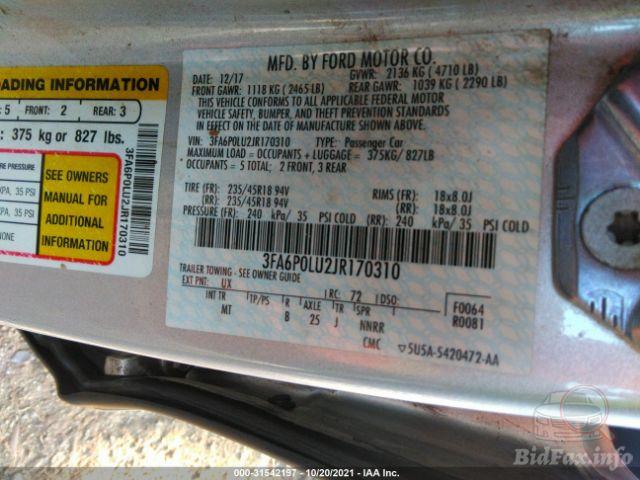 OADING INFORMATION
5 FRONT: 2 REAR: 3
: 375 kg or 827 lbs.
E PRESSURE
KPA, 35 PSI
KPA, 35 PSI
NONE
SEE OWNERS
MANUAL FOR
ADDITIONAL
INFORMATION
3FA6P0LU2JR170310
MFD. BY FORD MOTOR CO.
DATE: 12/17 GVWR: 2136 KG ( 4710 LB)
FRONT GAWR: 1118 KG ( 2465 LB) REAR GAWR: 1039 KG ( 2290 LB)
THIS VEHICLE CONFORMS TO ALL APPLICABLE FEDERAL MOTOR
VEHICLE SAFETY, BUMPER, AND THEFT PREVENTION STANDARDS
IN EFFECT ON THE DATE OF MANUFACTURE SHOWN ABOVE.
VIN: 3FA6P0LU2JR170310 TYPE: Passenger Car
MAXIMUM LOAD = OCCUPANTS + LUGGAGE = 375KG/ 827LB
OCCUPANTS = 5 TOTAL: 2 FRONT, 3 REAR
TIRE (FR): 235/45R18 94V RIMS (FR): 18x8.0J
(RR): 235/45R18 94V (RR): 18x8.0J
PRESSURE (FR): 240 kPa/ 35 PSI COLD (RR): 240 kPa/ 35 PSI COLD
3FA6P0LU2JR170310
TRAILER TOWING - SEE OWNER GUIDE
EXT PNT: UX RC: 72 DSO:
INT TR TP/PS R AXLE TR SPR
MT B 25 J NNRR
F0064
R0081
CMC ▽5U5A-5420472-AA
BidFax.info
000-31542197 - 10/20/2021 - IAA Inc.